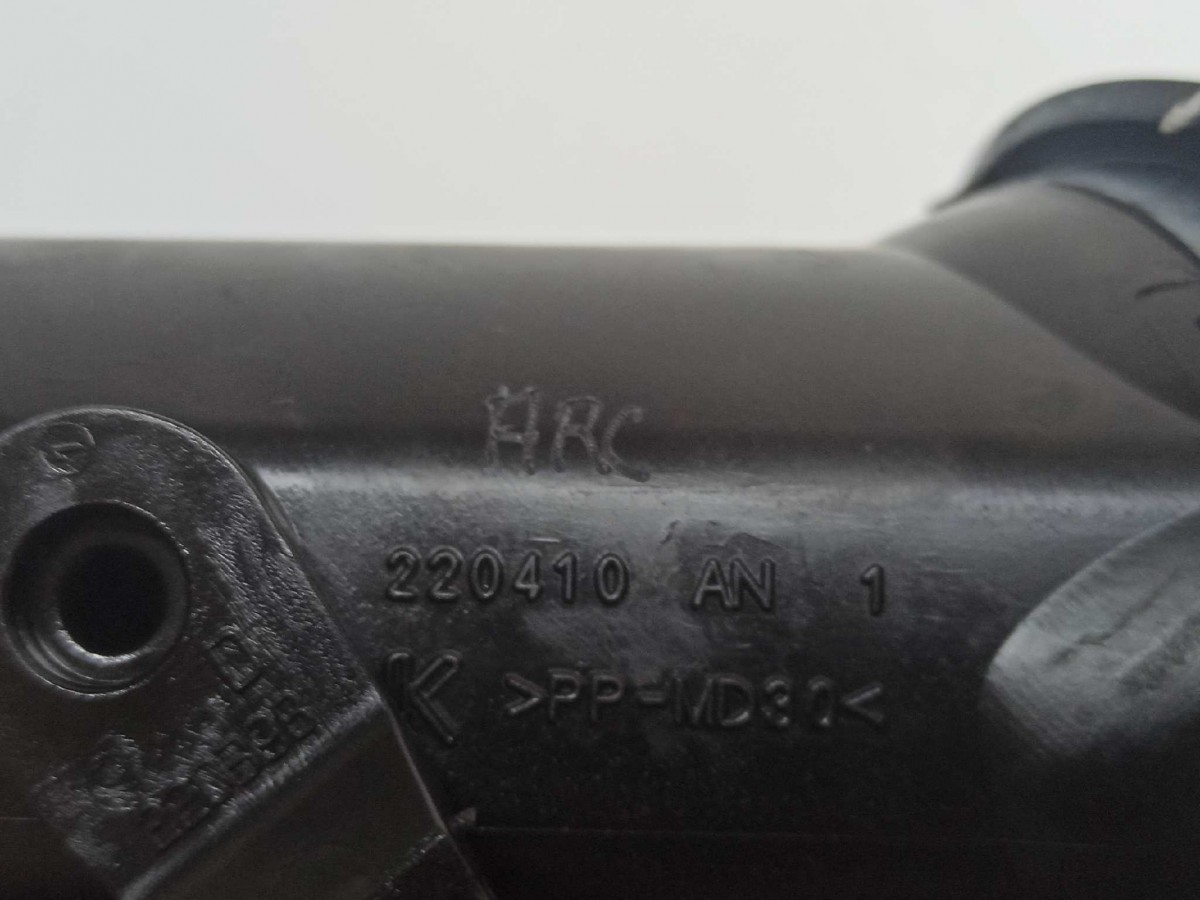 ARC
220410 AN 1
K >PP-MD30<